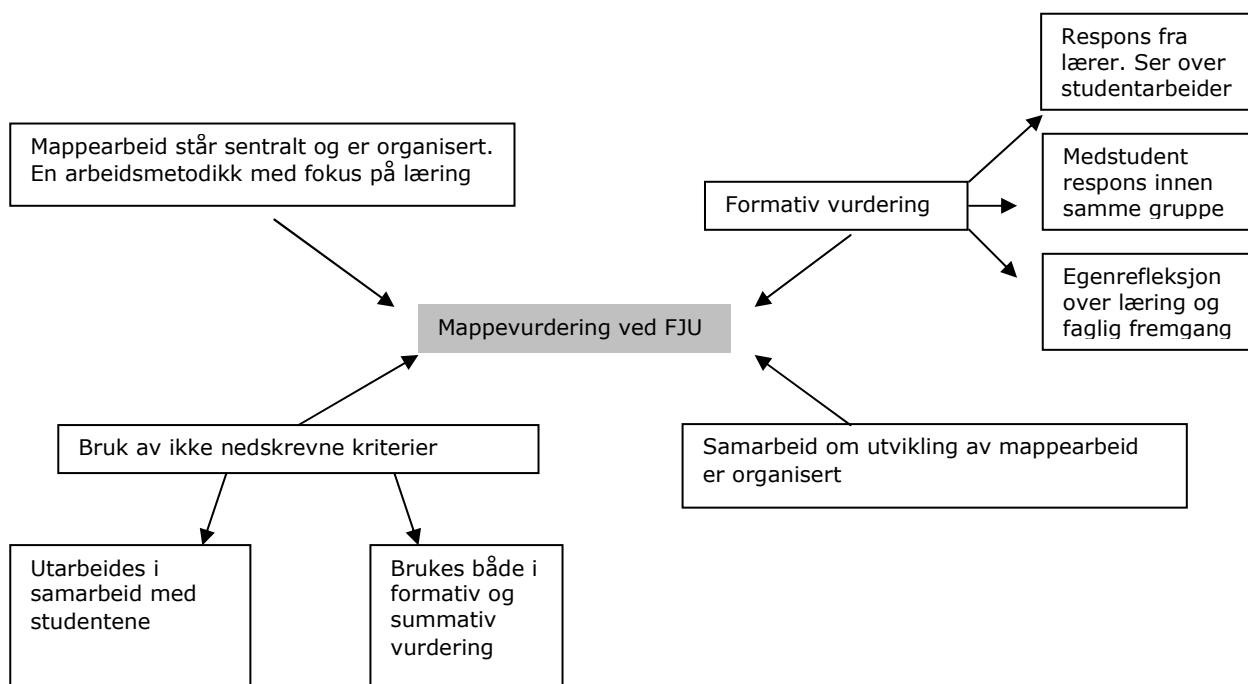 Respons fra
lærer. Ser over
studentarbeider
Mappearbeid står sentralt og er organisert.
En arbeidsmetodikk med fokus på læring
Medstudent
respons innen
samme gruppe
Formativ vurdering
Egenrefleksjon
over læring og
faglig fremgang
Mappevurdering ved FJU
Bruk av ikke nedskrevne kriterier
Samarbeid om utvikling av mappearbeid
er organisert
Utarbeides i
samarbeid med
studentene
Brukes både i
formativ og
summativ
vurdering